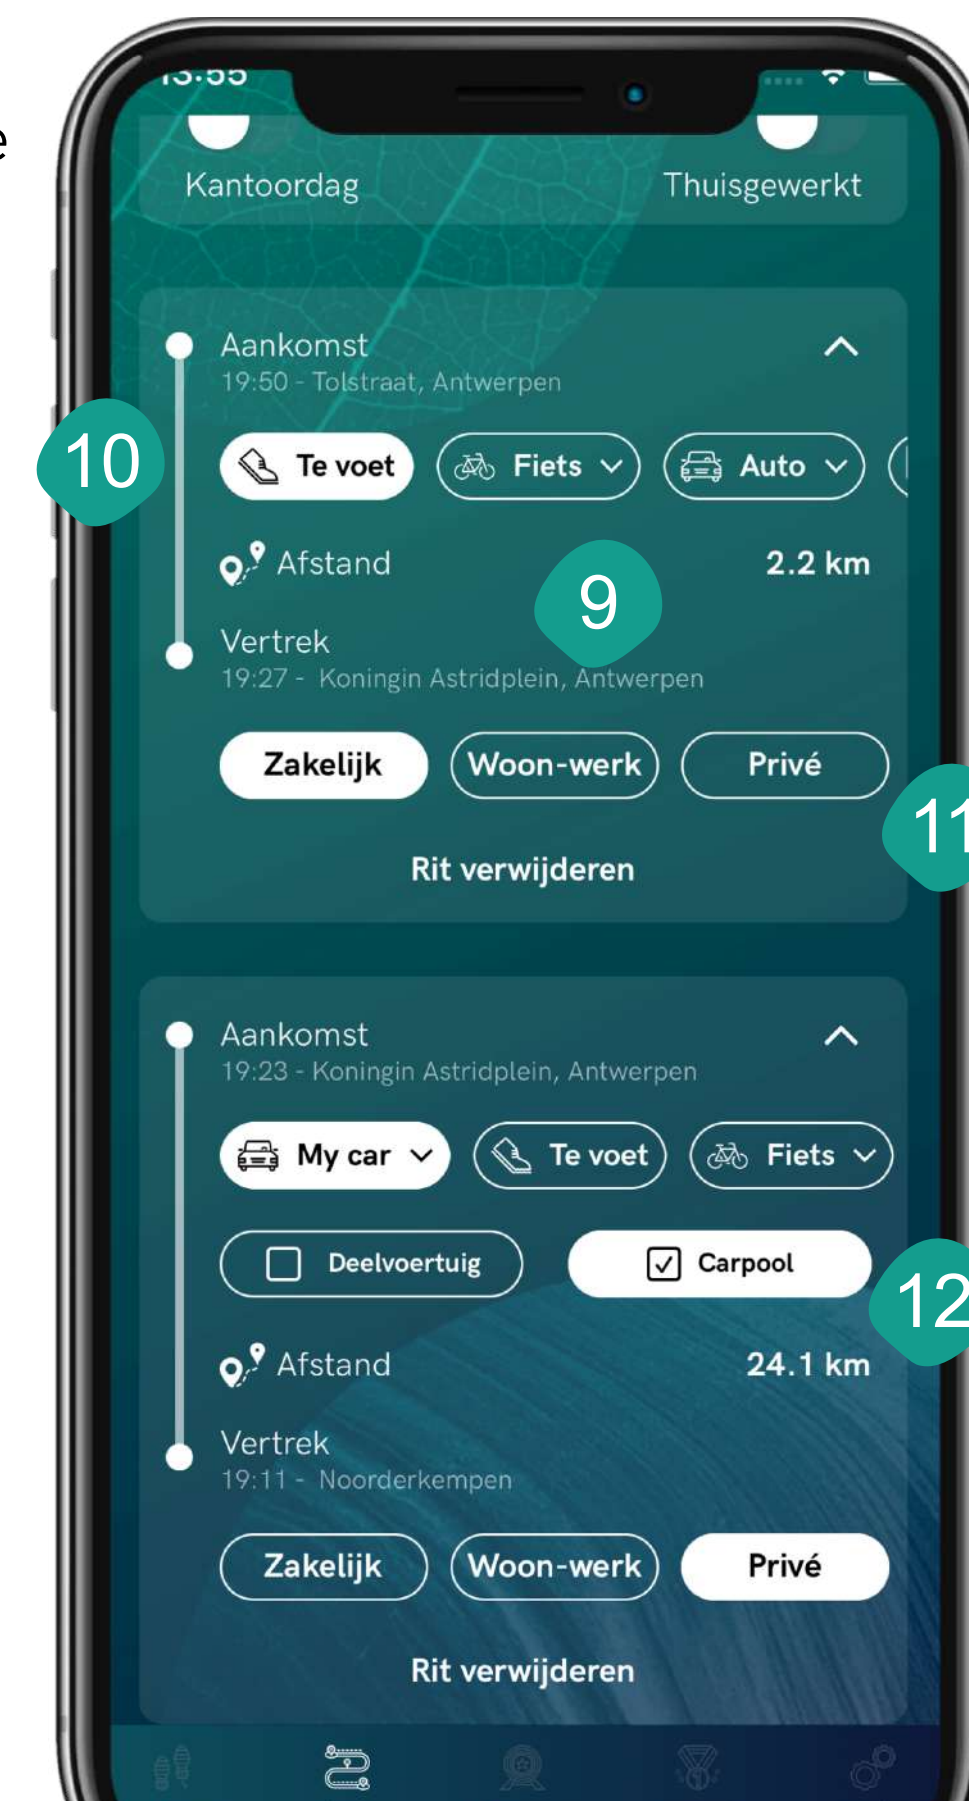 e
13:55
Kantoordag Thuisgewerkt
Aankomst
19:50 - Tolstraat, Antwerpen
10
Te voet Fiets Auto
Afstand 2.2 km
9
Vertrek
19:27 - Koningin Astridplein, Antwerpen
Zakelijk Woon-werk Privé
11
Rit verwijderen
Aankomst
19:23 - Koningin Astridplein, Antwerpen
My car Te voet Fiets
Deelvoertuig Carpool
12
Afstand 24.1 km
Vertrek
19:11 - Noorderkempen
Zakelijk Woon-werk Privé
Rit verwijderen